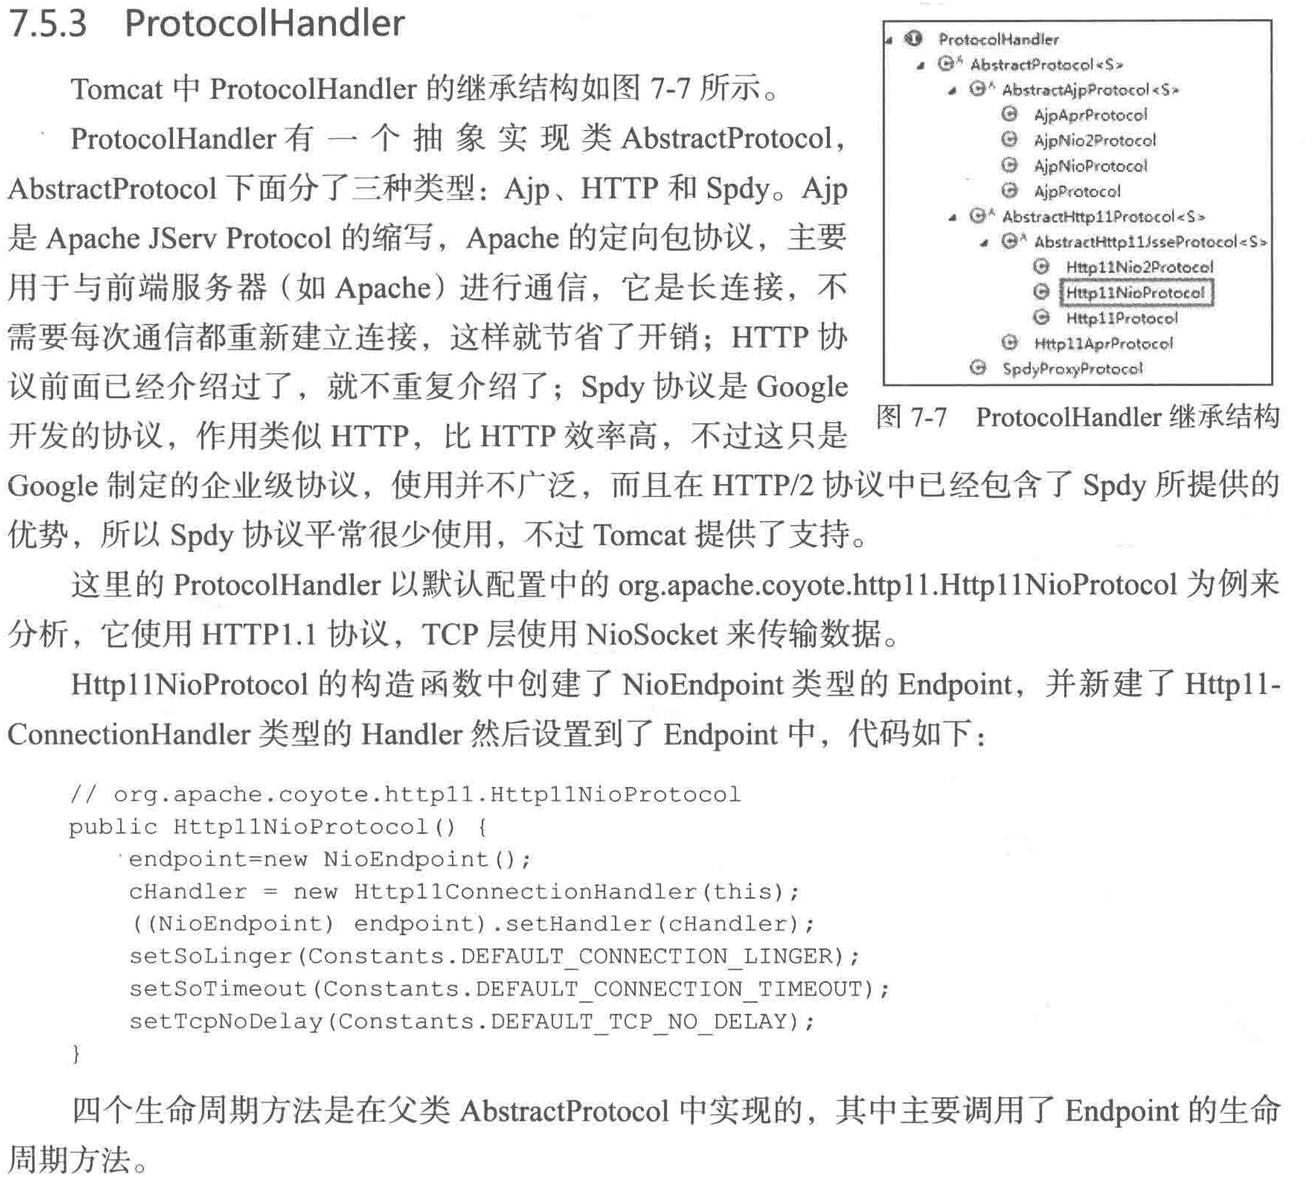 7.5.3 ProtocolHandler
Tomcat 中 ProtocolHandler 的继承结构如图 7-7 所示。
ProtocolHandler 有一个抽象实现类 AbstractProtocol，
AbstractProtocol 下面分了三种类型：Ajp、HTTP 和 Spdy。Ajp
是 Apache JServ Protocol 的缩写，Apache 的定向包协议，主要
用于与前端服务器（如 Apache）进行通信，它是长连接，不
需要每次通信都重新建立连接，这样就节省了开销；HTTP 协
议前面已经介绍过了，就不重复介绍了；Spdy 协议是 Google
开发的协议，作用类似 HTTP，比 HTTP 效率高，不过这只是
Google 制定的企业级协议，使用并不广泛，而且在 HTTP/2 协议中已经包含了 Spdy 所提供的
优势，所以 Spdy 协议平常很少使用，不过 Tomcat 提供了支持。
ProtocolHandler
AbstractProtocol<S>
AbstractAjpProtocol<S>
AjpAprProtocol
AjpNio2Protocol
AjpNioProtocol
AjpProtocol
AbstractHttp11Protocol<S>
AbstractHttp11JsseProtocol<S>
Http11Nio2Protocol
Http11NioProtocol
Http11Protocol
Http11AprProtocol
SpdyProxyProtocol
图 7-7 ProtocolHandler 继承结构
这里的 ProtocolHandler 以默认配置中的 org.apache.coyote.http11.Http11NioProtocol 为例来
分析，它使用 HTTP1.1 协议，TCP 层使用 NioSocket 来传输数据。
Http11NioProtocol 的构造函数中创建了 NioEndpoint 类型的 Endpoint，并新建了 Http11-
ConnectionHandler 类型的 Handler 然后设置到了 Endpoint 中，代码如下：
// org.apache.coyote.http11.Http11NioProtocol
public Http11NioProtocol() {
endpoint=new NioEndpoint();
cHandler = new Http11ConnectionHandler(this);
((NioEndpoint) endpoint).setHandler(cHandler);
setSoLinger(Constants.DEFAULT_CONNECTION_LINGER);
setSoTimeout(Constants.DEFAULT_CONNECTION_TIMEOUT);
setTcpNoDelay(Constants.DEFAULT_TCP_NO_DELAY);
}
四个生命周期方法是在父类 AbstractProtocol 中实现的，其中主要调用了 Endpoint 的生命
周期方法。